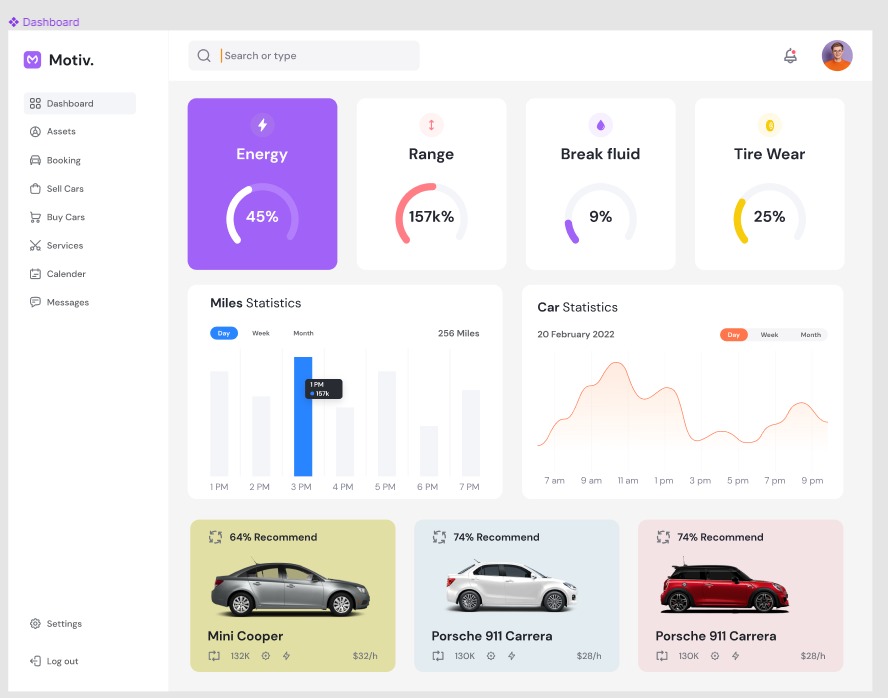 Dashboard
Motiv.
Search or type
Dashboard
Assets
Booking
Sell Cars
Buy Cars
Services
Calender
Messages
Settings
Log out
Energy
45%
Range
157k%
Break fluid
9%
Tire Wear
25%
Miles Statistics
Day Week Month
256 Miles
1 PM
157k
1 PM 2 PM 3 PM 4 PM 5 PM 6 PM 7 PM
Car Statistics
20 February 2022
Day Week Month
7 am 9 am 11 am 1 pm 3 pm 5 pm 7 pm 9 pm
64% Recommend
Mini Cooper
132K $32/h
74% Recommend
Porsche 911 Carrera
130K $28/h
74% Recommend
Porsche 911 Carrera
130K $28/h